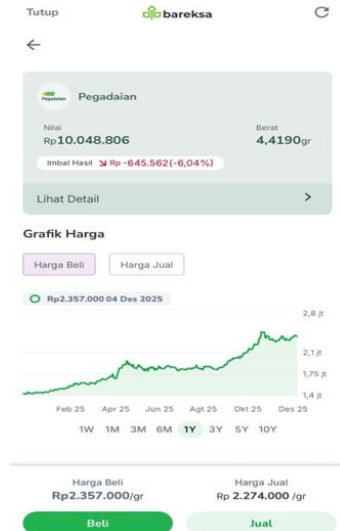 Tutup
bareksa
Pegadaian
Pegadaian
Nilai
Berat
Rp10.048.806
4,4190gr
Imbal Hasil Rp -645.562(-6,04%)
Lihat Detail
Grafik Harga
Harga Beli
Harga Jual
Rp2.357.000 04 Des 2025
2,8 jt
2,1 jt
1,75 jt
1,4 jt
Feb 25 Apr 25 Jun 25 Agt 25 Okt 25 Des 25
1W 1M 3M 6M 1Y 3Y 5Y 10Y
Harga Beli
Harga Jual
Rp2.357.000/gr
Rp 2.274.000 /gr
Beli
Jual